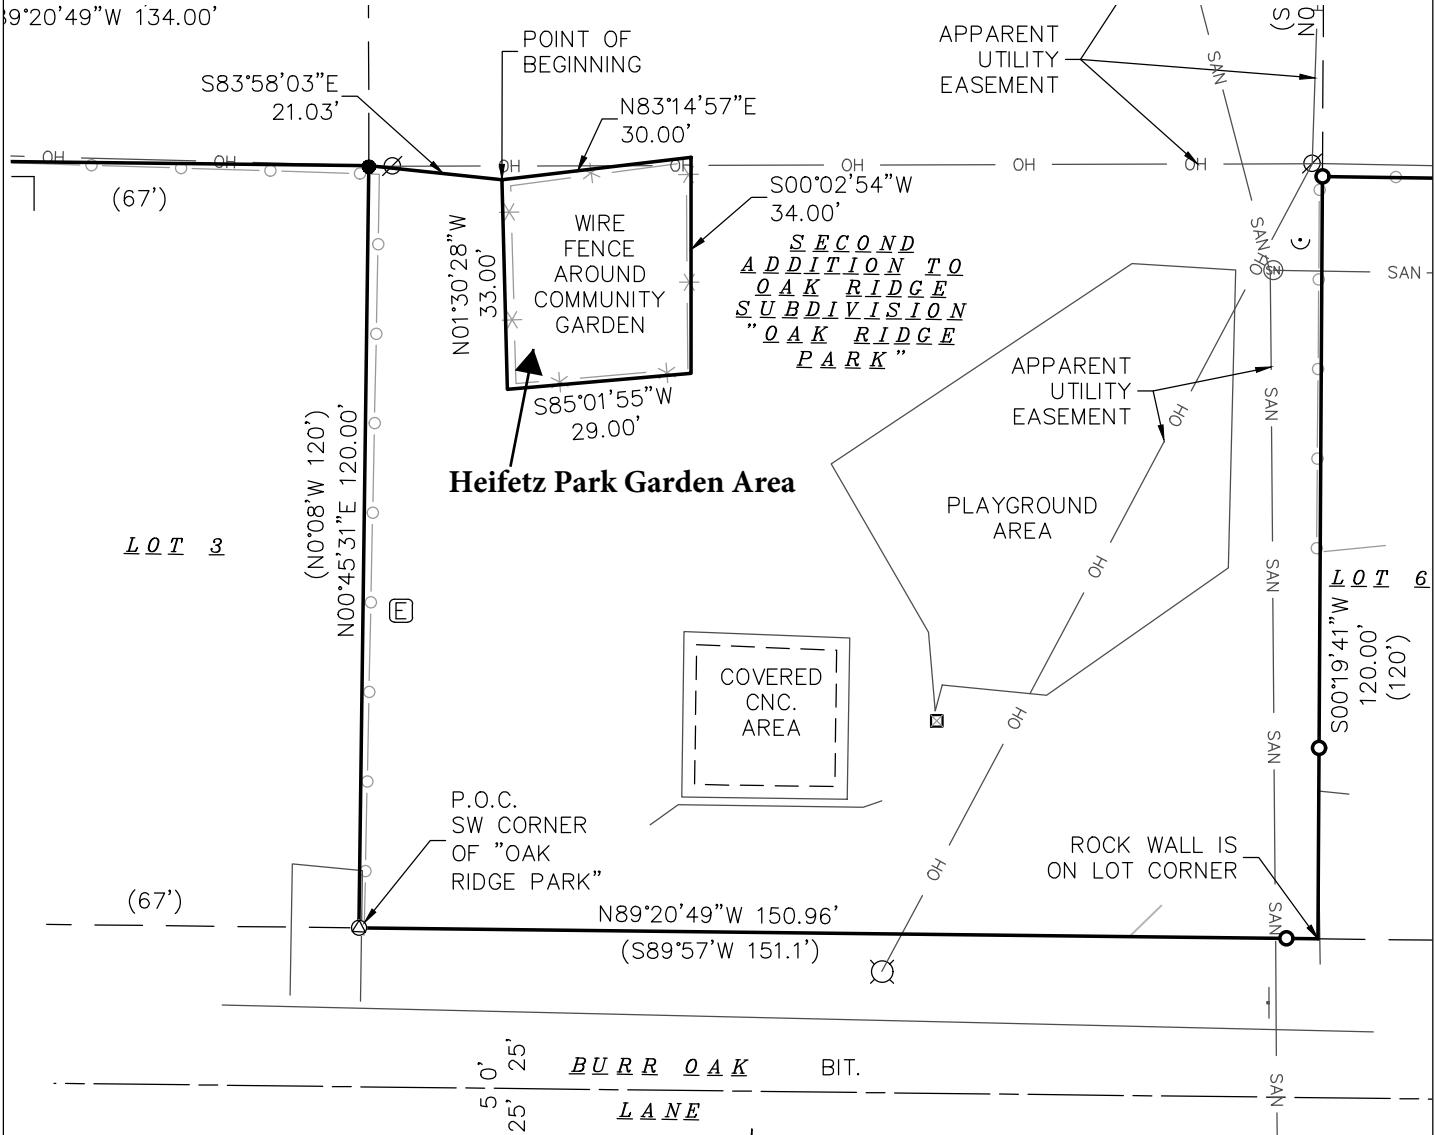 39°20'49"W 134.00'
POINT OF
BEGINNING
S83°58'03"E
21.03'
N83°14'57"E
30.00'
APPARENT
UTILITY
EASEMENT
SAN
(S
N0
OH
OH
OH
OH
OH
OH
OH
(67')
S00°02'54"W
34.00'
N01°30'28"W
33.00'
WIRE
FENCE
AROUND
COMMUNITY
GARDEN
SECOND
ADDITION TO
OAK RIDGE
SUBDIVISION
"OAK RIDGE
PARK"
SAN
SAN
APPARENT
UTILITY
EASEMENT
S85°01'55"W
29.00'
OH
SAN
Heifetz Park Garden Area
PLAYGROUND
AREA
(N0°08'W 120')
N00°45'31"E 120.00'
LOT 3
OH
SAN
LOT 6
E
S00°19'41"W
120.00'
(120')
COVERED
CNC.
AREA
OH
SAN
P.O.C.
SW CORNER
OF "OAK
RIDGE PARK"
ROCK WALL IS
ON LOT CORNER
OH
(67')
N89°20'49"W 150.96'
(S89°57'W 151.1')
SAN
BURR OAK
LANE
BIT.
50'
25'
25'
SAN